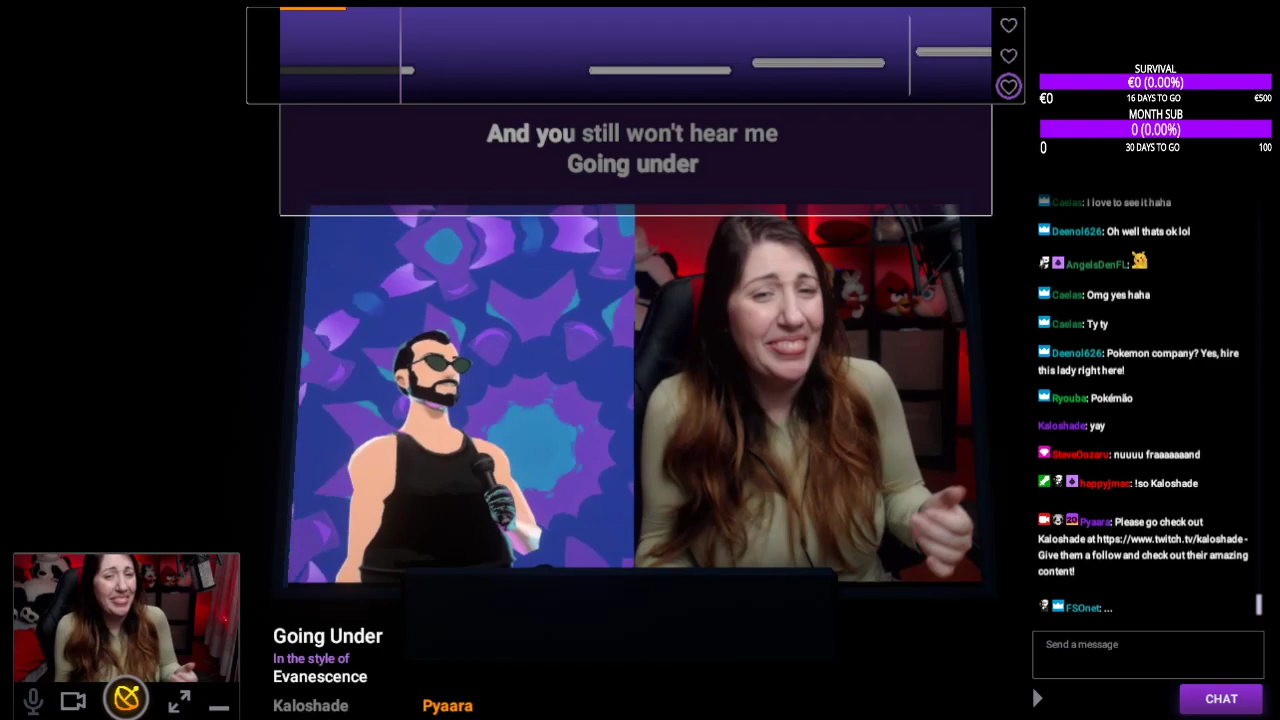 And you still won't hear me
Going under
SURVIVAL
€0 (0.00%)
€0 16 DAYS TO GO €500
MONTH SUB
0 (0.00%)
0 30 DAYS TO GO 100
Caelas: I love to see it haha
Deenol626: Oh well thats ok lol
AngelsDenFL:
Caelas: Omg yes haha
Caelas: Ty ty
Deenol626: Pokemon company? Yes, hire
this lady right here!
Ryouba: Pokémão
Kaloshade: yay
SteveOozaru: nuuuu fraaaaaaand
happyjmac: !so Kaloshade
20 Pyaara: Please go check out
Kaloshade at https://www.twitch.tv/kaloshade -
Give them a follow and check out their amazing
content!
FSOnet: ...
Send a message
CHAT
Going Under
In the style of
Evanescence
Kaloshade Pyaara